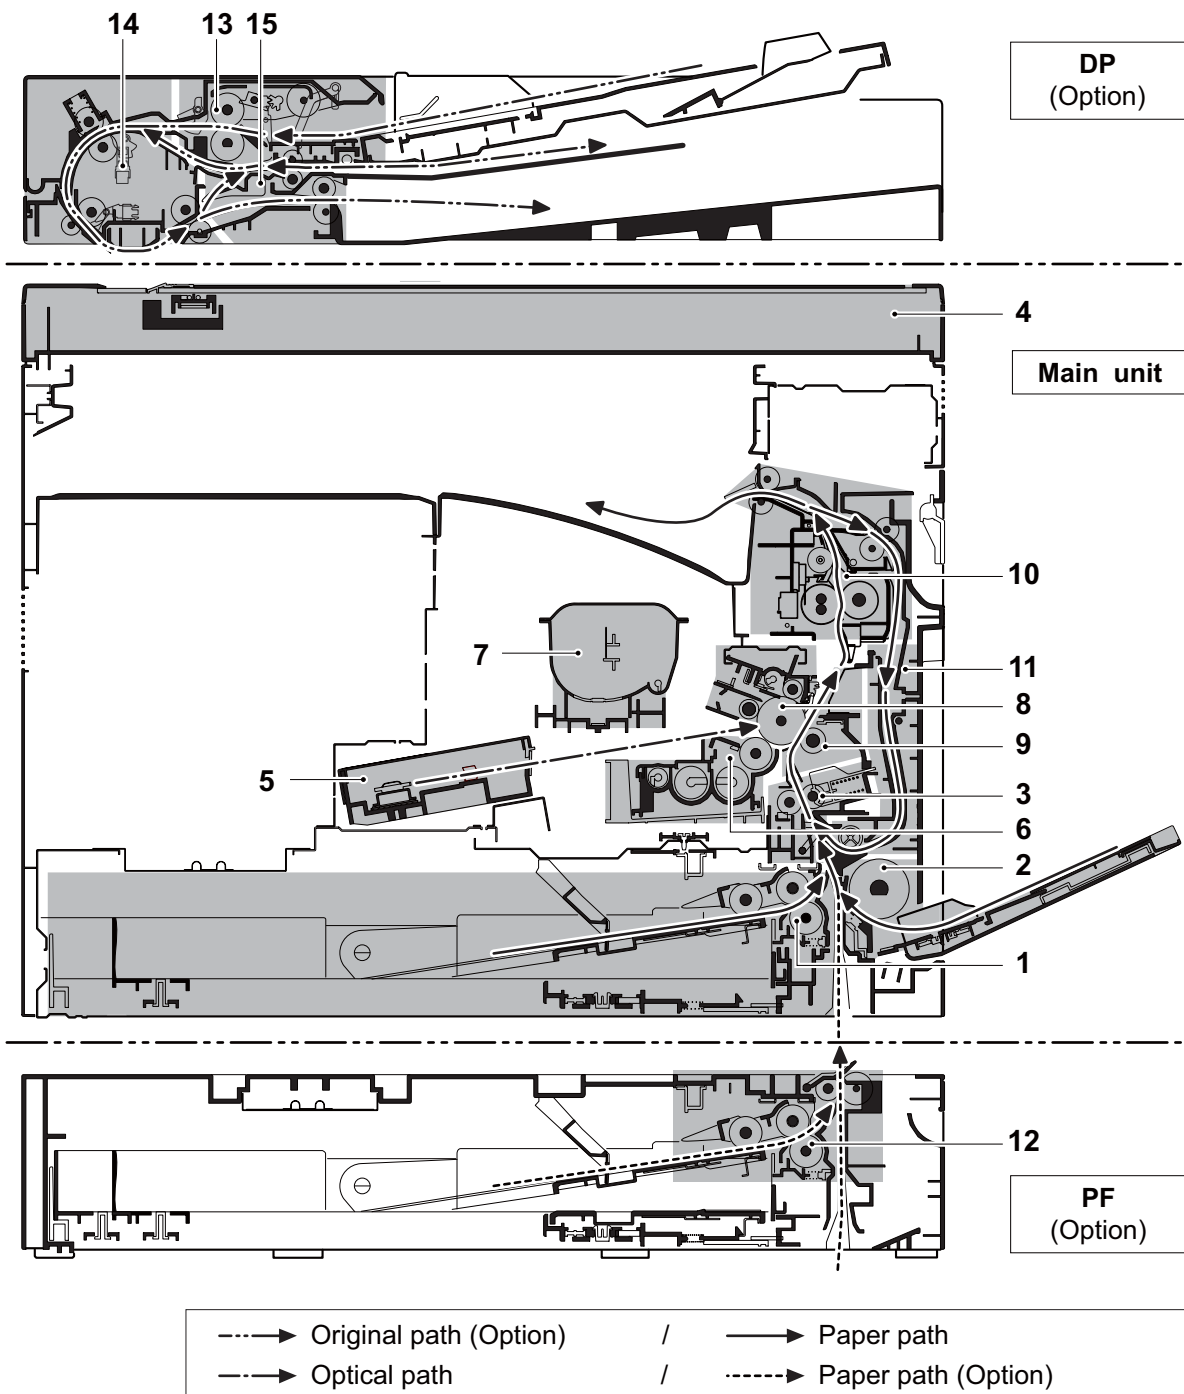 14 13 15
DP
(Option)
4
Main unit
10
7
11
8
9
5
3
6
2
1
12
PF
(Option)
Original path (Option) / Paper path
Optical path / Paper path (Option)